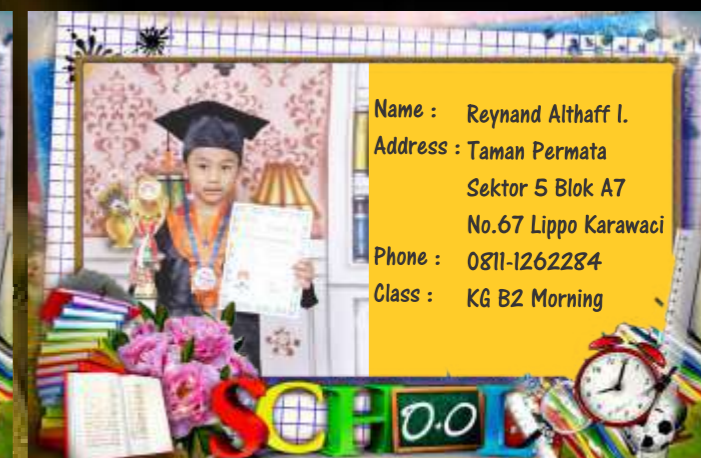 Name : Reynand Althaff I.
Address : Taman Permata
Sektor 5 Blok A7
No.67 Lippo Karawaci
Phone : 0811-1262284
Class : KG B2 Morning
SCHOOL